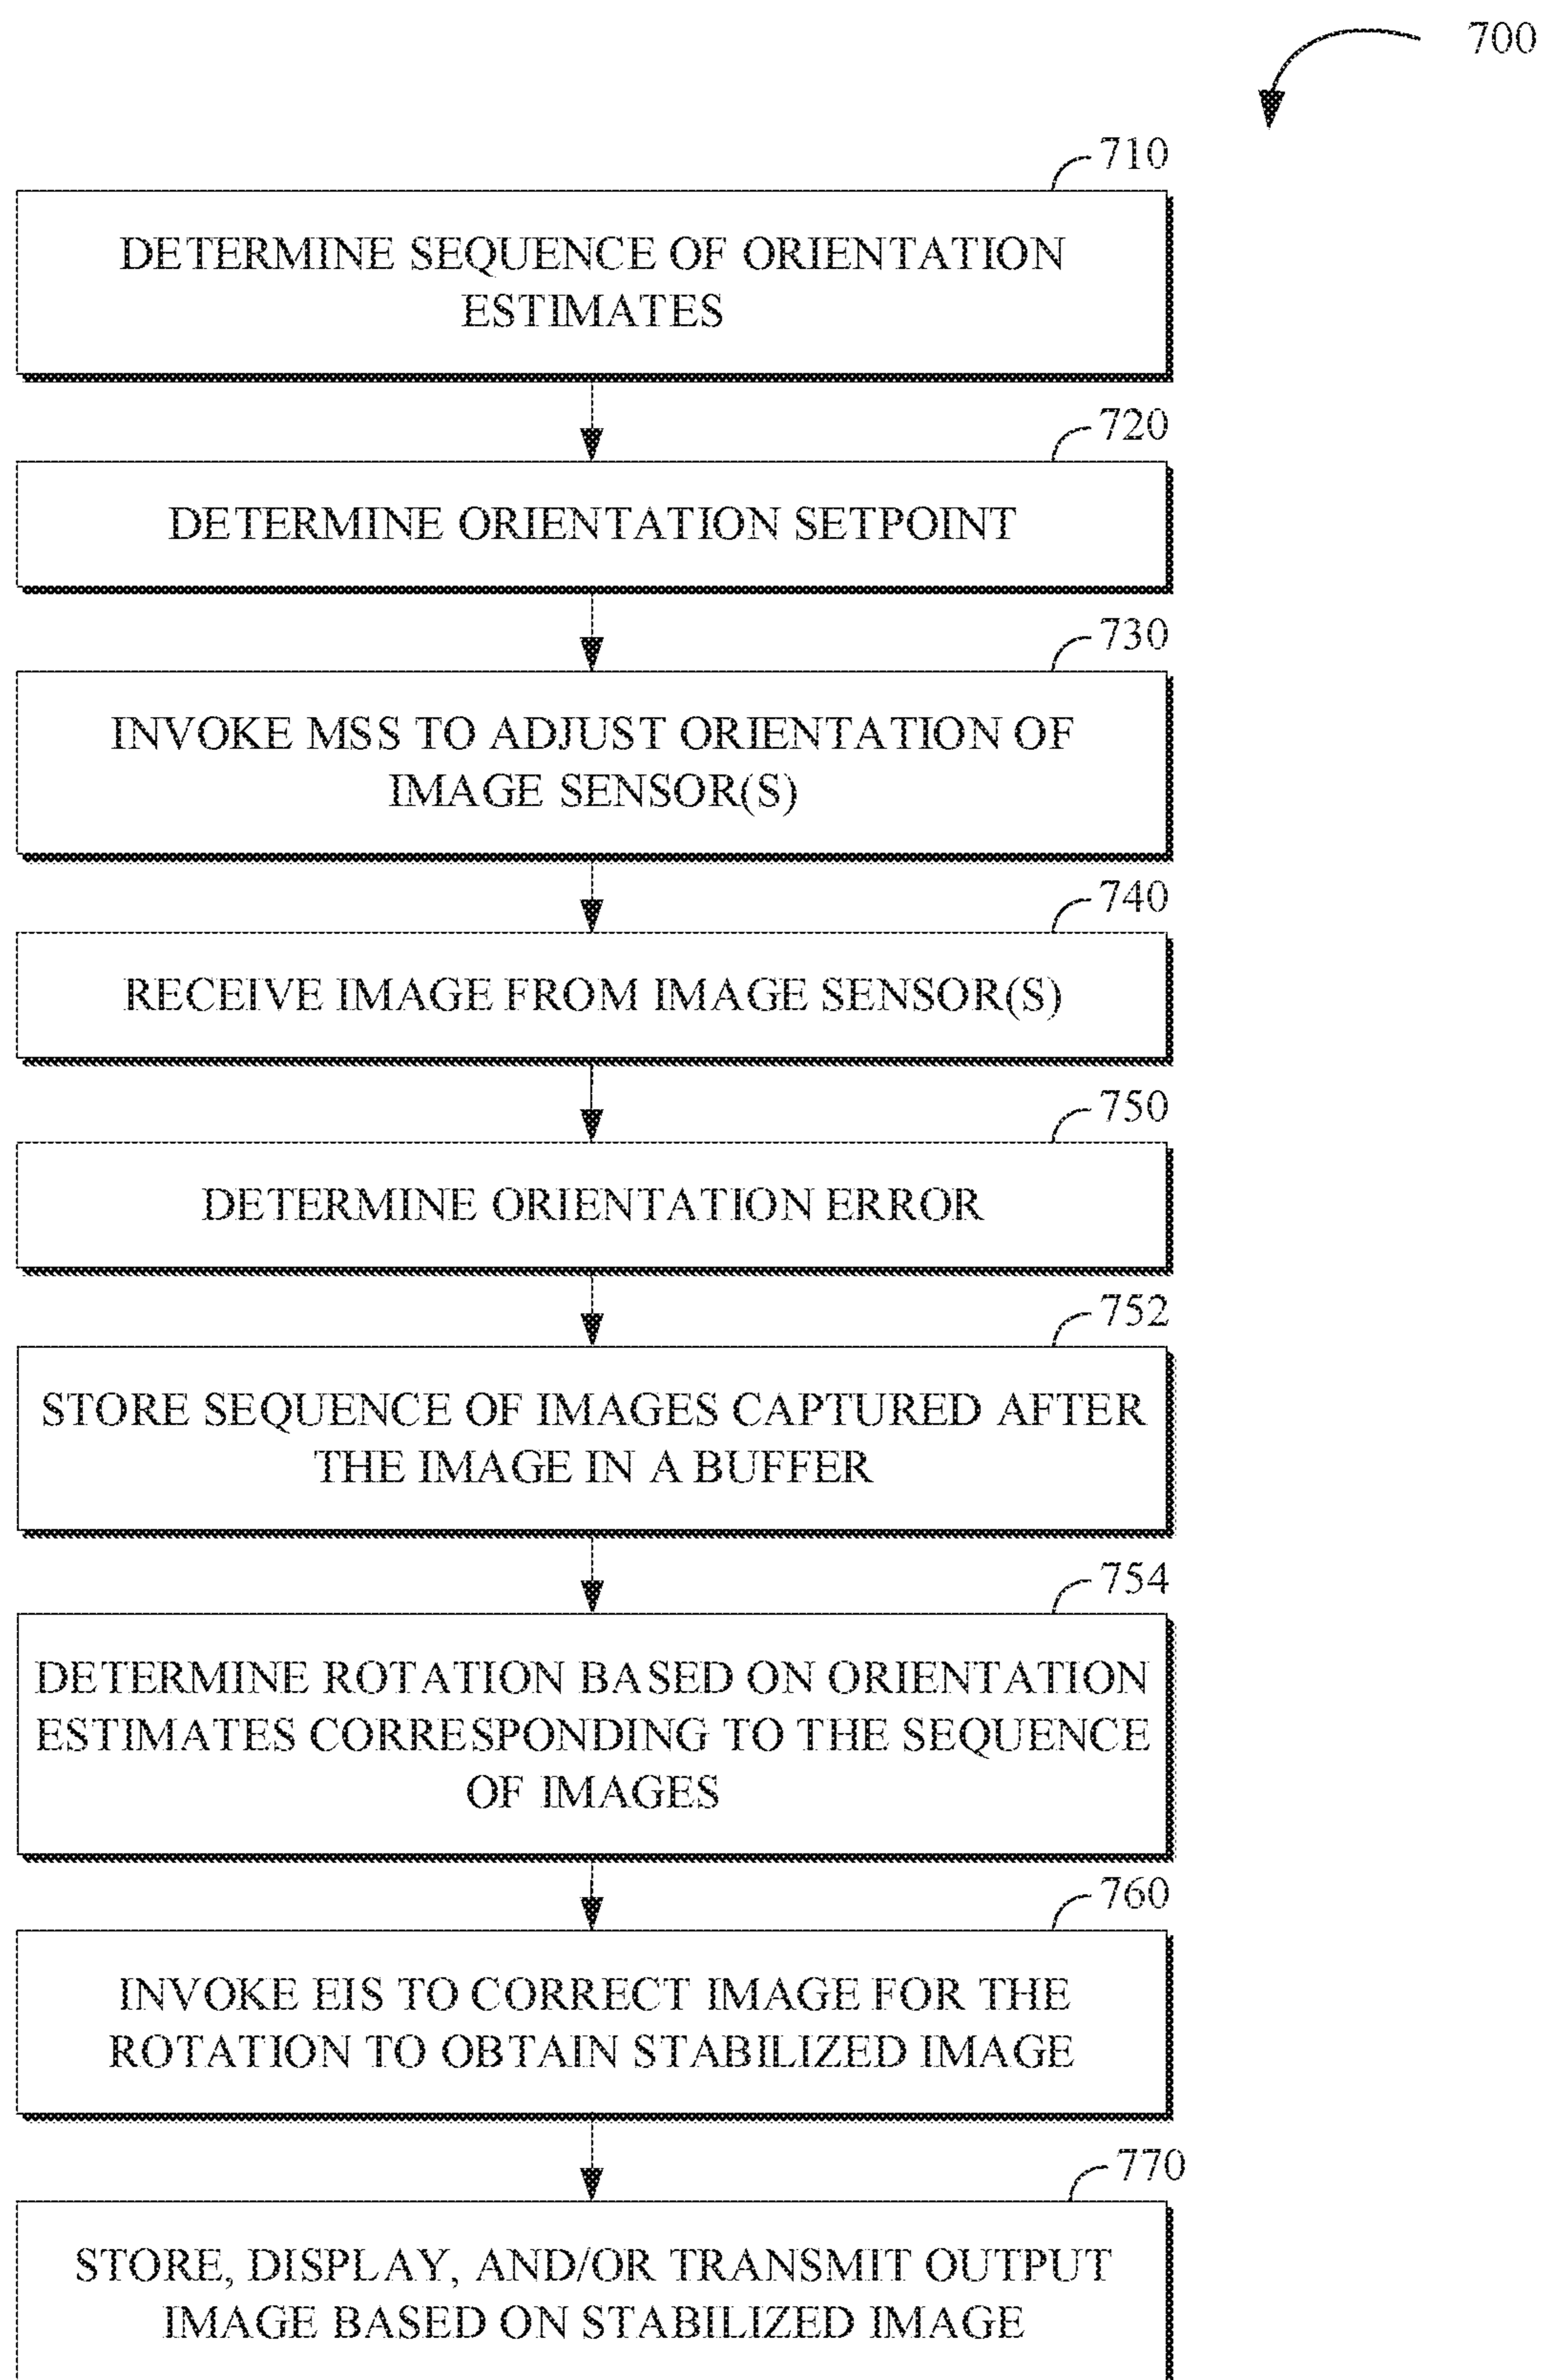 700
710
DETERMINE SEQUENCE OF ORIENTATION
ESTIMATES
720
DETERMINE ORIENTATION SETPOINT
730
INVOKE MSS TO ADJUST ORIENTATION OF
IMAGE SENSOR(S)
740
RECEIVE IMAGE FROM IMAGE SENSOR(S)
750
DETERMINE ORIENTATION ERROR
752
STORE SEQUENCE OF IMAGES CAPTURED AFTER
THE IMAGE IN A BUFFER
754
DETERMINE ROTATION BASED ON ORIENTATION
ESTIMATES CORRESPONDING TO THE SEQUENCE
OF IMAGES
760
INVOKE EIS TO CORRECT IMAGE FOR THE
ROTATION TO OBTAIN STABILIZED IMAGE
770
STORE, DISPLAY, AND/OR TRANSMIT OUTPUT
IMAGE BASED ON STABILIZED IMAGE